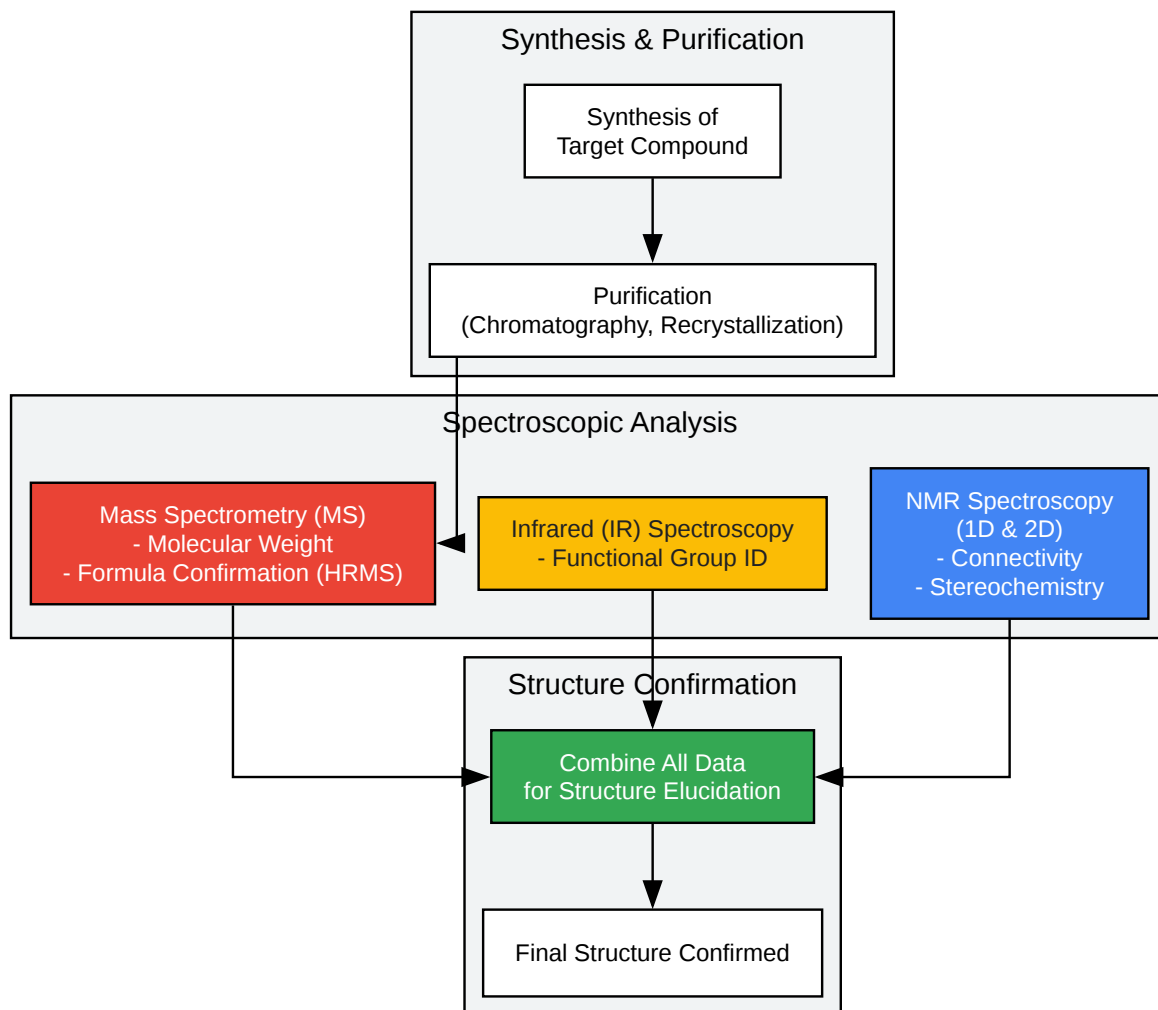 Synthesis & Purification
Synthesis of
Target Compound
Purification
(Chromatography, Recrystallization)
Spectroscopic Analysis
Mass Spectrometry (MS)
- Molecular Weight
- Formula Confirmation (HRMS)
Infrared (IR) Spectroscopy
- Functional Group ID
NMR Spectroscopy
(1D & 2D)
- Connectivity
- Stereochemistry
Structure Confirmation
Combine All Data
for Structure Elucidation
Final Structure Confirmed